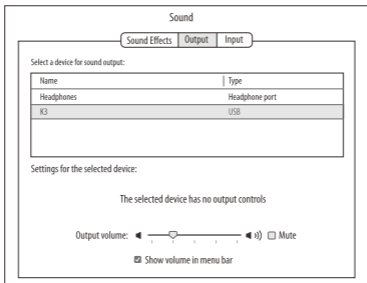 Sound
Sound Effects Output Input
Select a device for sound output:
Name Type
Headphones Headphone port
K3 USB
Settings for the selected device:
The selected device has no output controls
Output volume: Mute
Show volume in menu bar